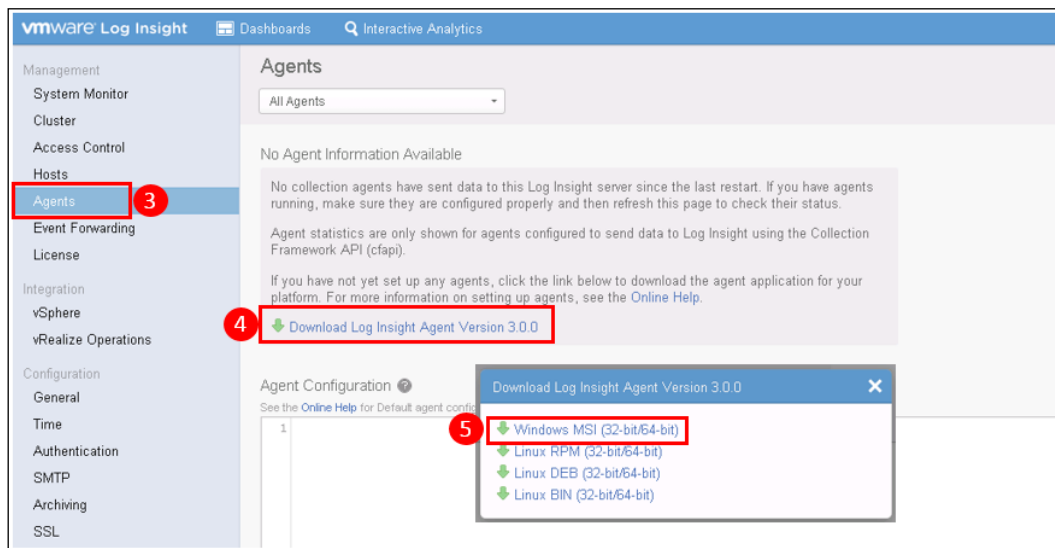 vmware Log Insight
Dashboards
Interactive Analytics
Management
System Monitor
Cluster
Access Control
Hosts
Agents
3
Event Forwarding
License
Integration
vSphere
vRealize Operations
Configuration
General
Time
Authentication
SMTP
Archiving
SSL
Agents
All Agents
No Agent Information Available
No collection agents have sent data to this Log Insight server since the last restart. If you have agents
running, make sure they are configured properly and then refresh this page to check their status.
Agent statistics are only shown for agents configured to send data to Log Insight using the Collection
Framework API (cfapi).
If you have not yet set up any agents, click the link below to download the agent application for your
platform. For more information on setting up agents, see the Online Help.
4
Download Log Insight Agent Version 3.0.0
Agent Configuration ?
See the Online Help for Default agent config
1
Download Log Insight Agent Version 3.0.0
5
Windows MSI (32-bit/64-bit)
Linux RPM (32-bit/64-bit)
Linux DEB (32-bit/64-bit)
Linux BIN (32-bit/64-bit)